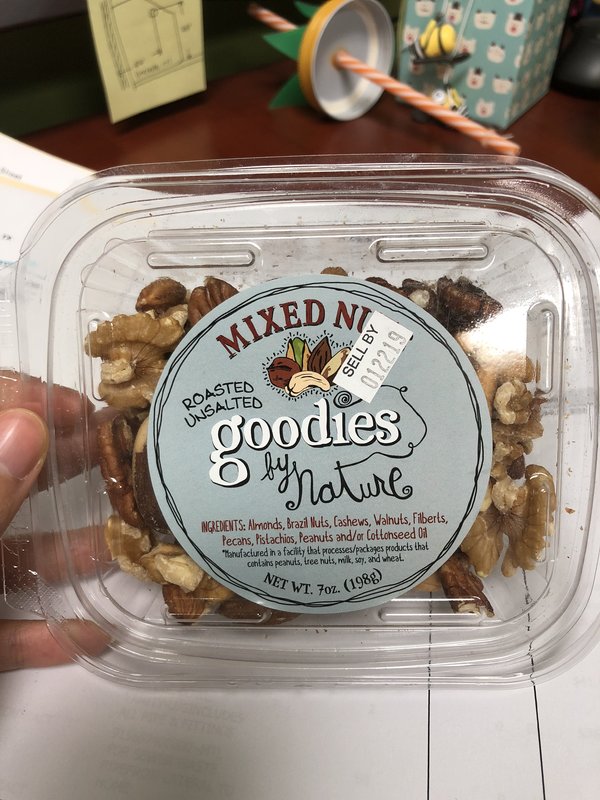 MIXED NU
SELL BY
012219
ROASTED
UNSALTED
goodies
by Nature
INGREDIENTS: Almonds, Brazil Nuts, Cashews, Walnuts, Filberts,
Pecans, Pistachios, Peanuts and/or Cottonseed Oil
*Manufactured in a facility that processes/packages products that
contains peanuts, tree nuts, milk, soy, and wheat.
NET WT. 7oz. (198g)